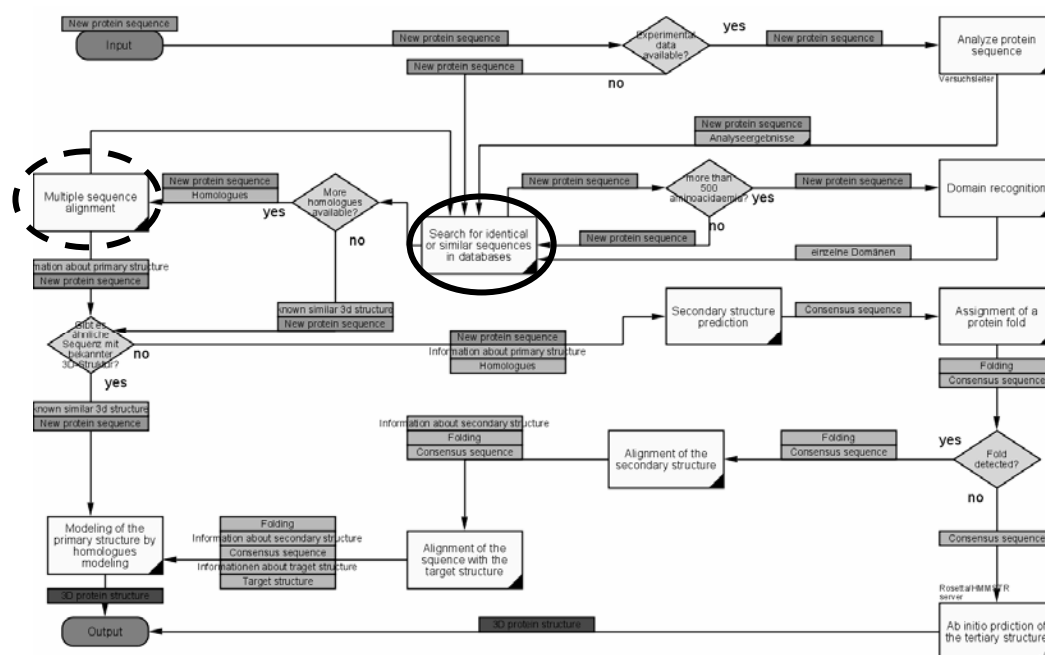 New protein sequence
Input
New protein sequence
Experimental
data
available?
yes
New protein sequence
Analyze protein
sequence
Versuchsleiter
New protein sequence
no
New protein sequence
Analyseergebnisse
Multiple sequence
alignment
New protein sequence
Homologues
yes
More
homologues
available?
no
Search for identical
or similar sequences
in databases
New protein sequence
more than
500
aminoacidaemia?
yes
no
New protein sequence
Domain recognition
New protein sequence
einzelne Domänen
mation about primary structure
New protein sequence
known similar 3d structure
New protein sequence
Gibt es
ähnliche
Sequenz mit
bekannter
3D-Struktur?
no
yes
New protein sequence
Information about primary structure
Homologues
Secondary structure
prediction
Consensus sequence
Assignment of a
protein fold
Folding
Consensus sequence
known similar 3d structure
New protein sequence
Information about secondary structure
Folding
Consensus sequence
Alignment of the
secondary structure
Folding
Consensus sequence
yes
Fold
detected?
no
Modeling of the
primary structure by
homologues
modeling
Folding
Information about secondary structure
Consensus sequence
Informationen about traget structure
Target structure
Alignment of the
squence with the
target structure
Consensus sequence
3D protein structure
Output
3D protein structure
Rosetta/HMMSTR
server
Ab initio prdiction of
the tertiary structure